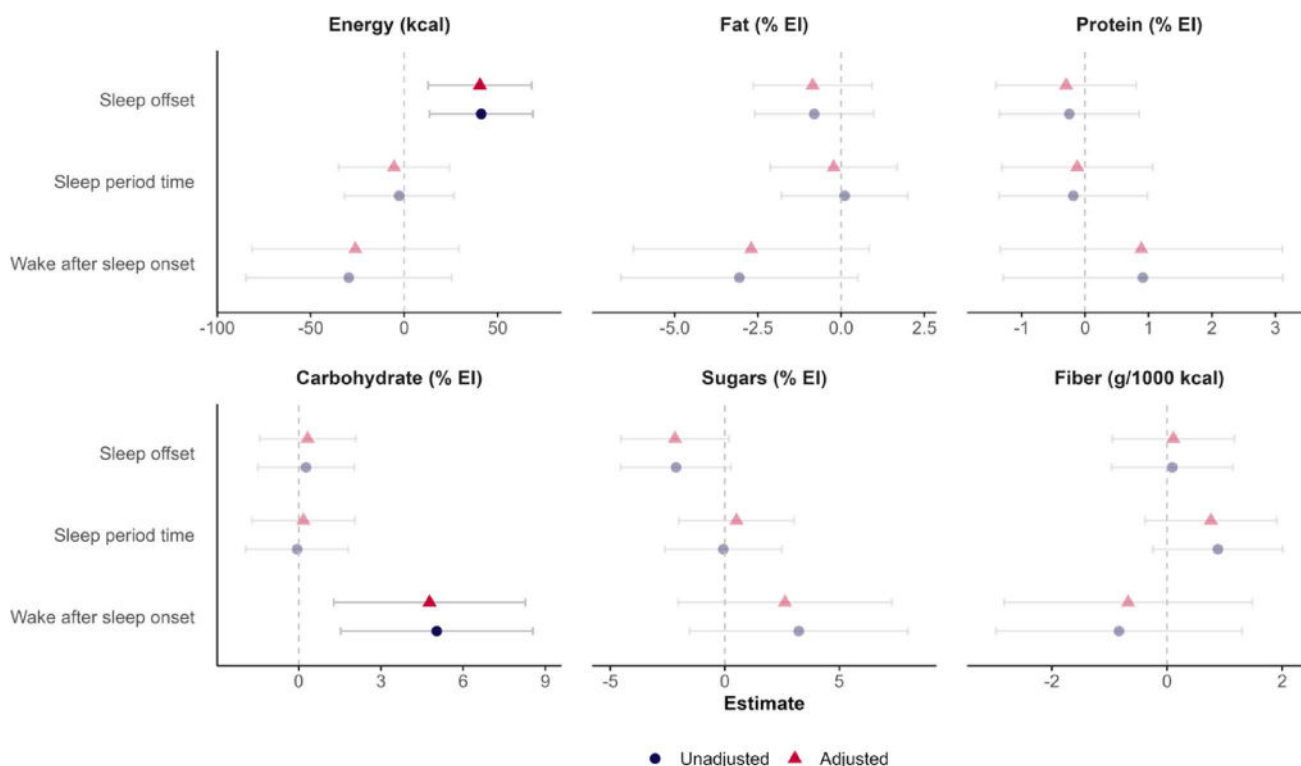 Energy (kcal) Fat (% EI) Protein (% EI)
Sleep offset
Sleep period time
Wake after sleep onset
-100 -50 0 50 -5.0 -2.5 0.0 2.5 -1 0 1 2 3
Carbohydrate (% EI) Sugars (% EI) Fiber (g/1000 kcal)
Sleep offset
Sleep period time
Wake after sleep onset
0 3 6 9 -5 0 5 -2 0 2
Estimate
Unadjusted Adjusted